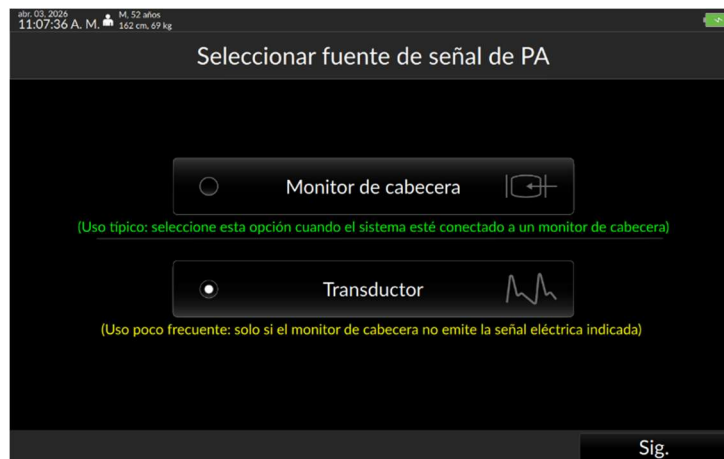 abr. 03, 2026
11:07:36 A. M.
M, 52 años
162 cm, 69 kg
Seleccionar fuente de señal de PA
Monitor de cabecera
(Uso típico: seleccione esta opción cuando el sistema esté conectado a un monitor de cabecera)
Transductor
(Uso poco frecuente: solo si el monitor de cabecera no emite la señal eléctrica indicada)
Sig.